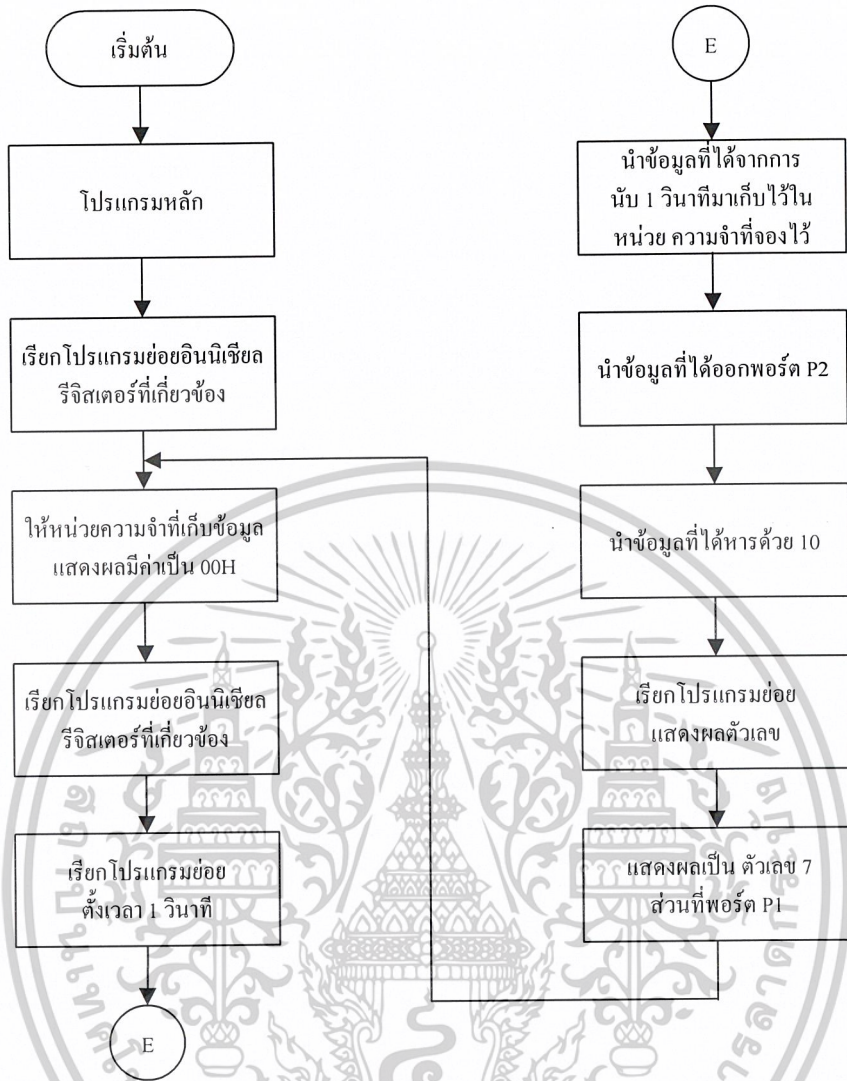 เริ่มต้น
โปรแกรมหลัก
เรียกโปรแกรมย่อยอินนิเชียล
รีจิสเตอร์ที่เกี่ยวข้อง
ให้หน่วยความจำที่เก็บข้อมูล
แสดงผลมีค่าเป็น 00H
เรียกโปรแกรมย่อยอินนิเชียล
รีจิสเตอร์ที่เกี่ยวข้อง
เรียกโปรแกรมย่อย
ตั้งเวลา 1 วินาที
E
E
นำข้อมูลที่ได้จากการ
นับ 1 วินาทีมาเก็บไว้ใน
หน่วย ความจำที่จองไว้
นำข้อมูลที่ได้ออกพอร์ต P2
นำข้อมูลที่ได้หารด้วย 10
เรียกโปรแกรมย่อย
แสดงผลตัวเลข
แสดงผลเป็น ตัวเลข 7
ส่วนที่พอร์ต P1